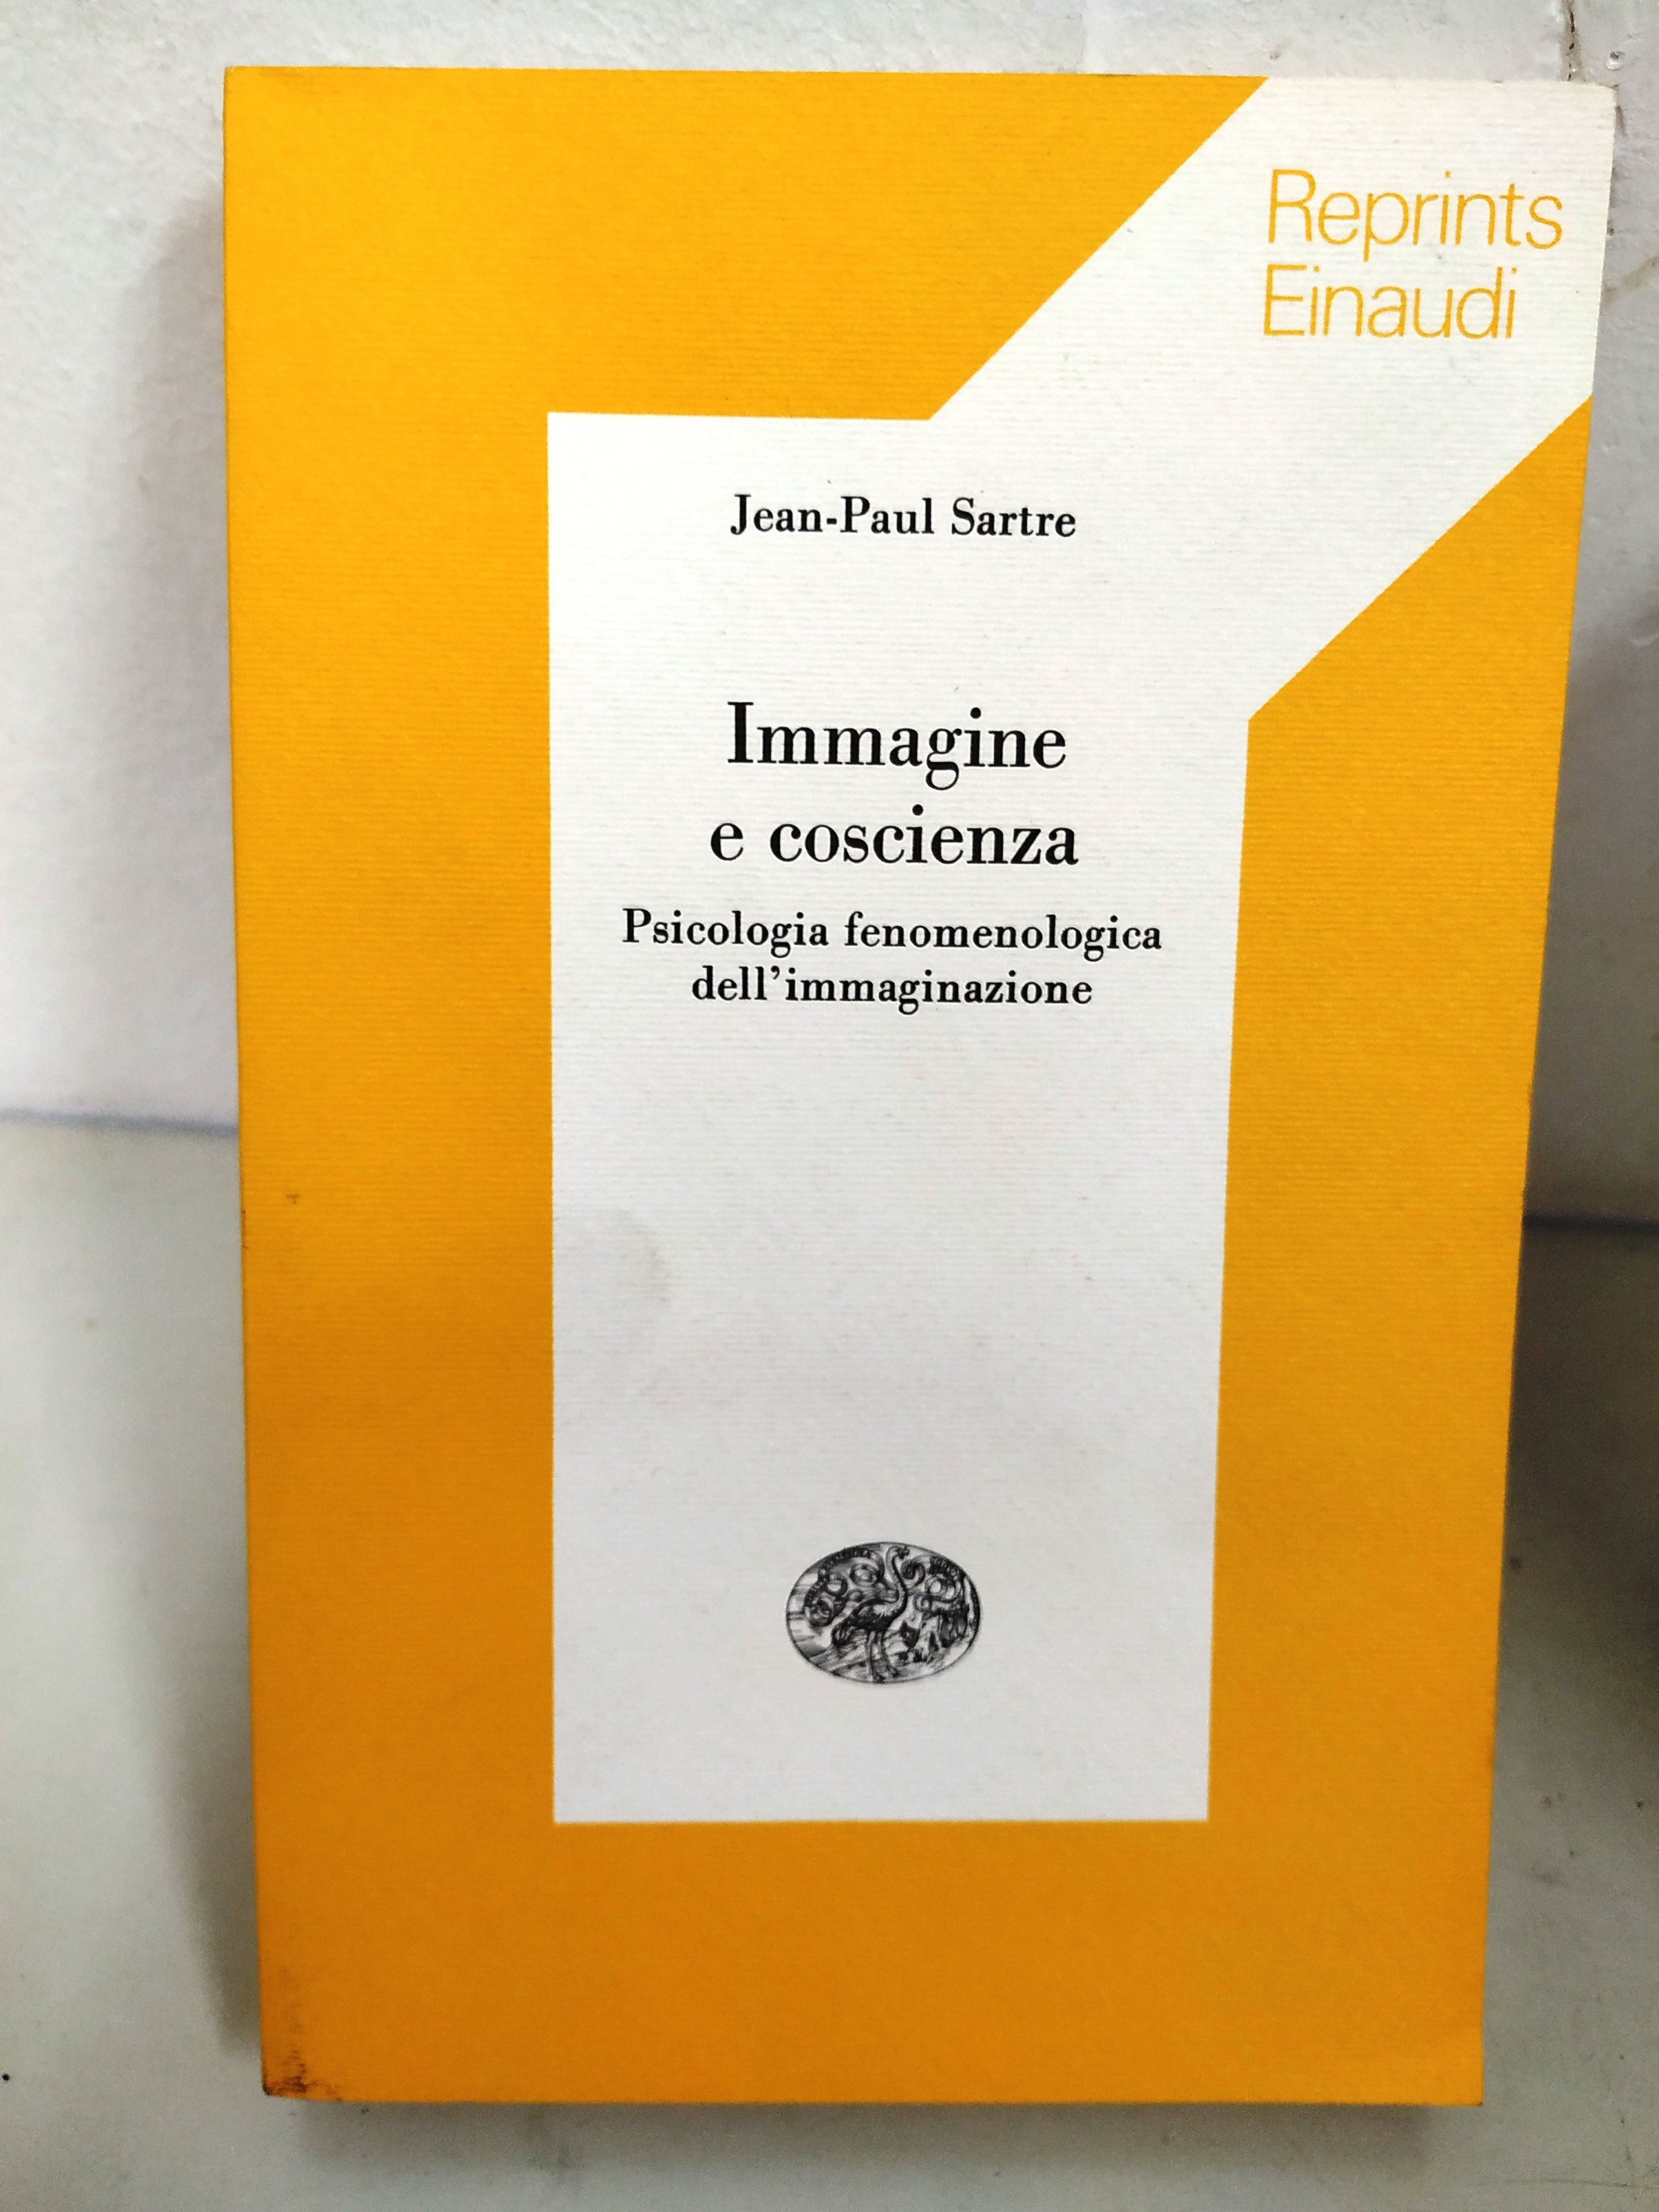 Reprints
Einaudi
Jean-Paul Sartre
Immagine
e coscienza
Psicologia fenomenologica
dell'immaginazione